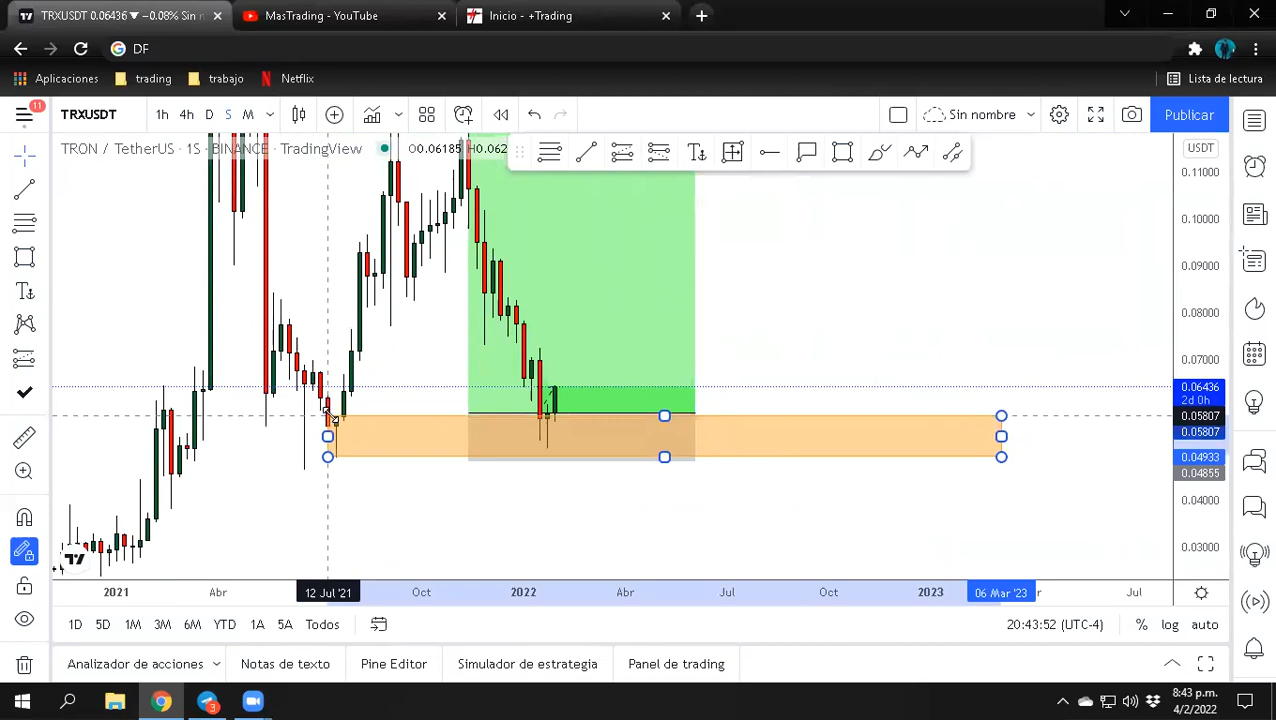 TRXUSDT 0.06436 ▼ −0.08% Sin n
MasTrading - YouTube
Inicio - +Trading
DF
Aplicaciones
trading
trabajo
Netflix
Lista de lectura
11
TRXUSDT
1h
4h
D
S
M
Sin nombre
Publicar
TRON / TetherUS · 1S · BINANCE · TradingView
O0.06185 H0.062
USDT
0.11000
0.10000
0.09000
0.08000
0.07000
0.06436
2d 0h
0.05807
0.05807
0.04933
0.04855
0.04000
0.03000
2021
Abr
12 Jul '21
Oct
2022
Abr
Jul
Oct
2023
06 Mar '23
r
Jul
1D
5D
1M
3M
6M
YTD
1A
5A
Todos
20:43:52 (UTC-4)
%
log
auto
Analizador de acciones
Notas de texto
Pine Editor
Simulador de estrategia
Panel de trading
3
8:43 p.m.
4/2/2022